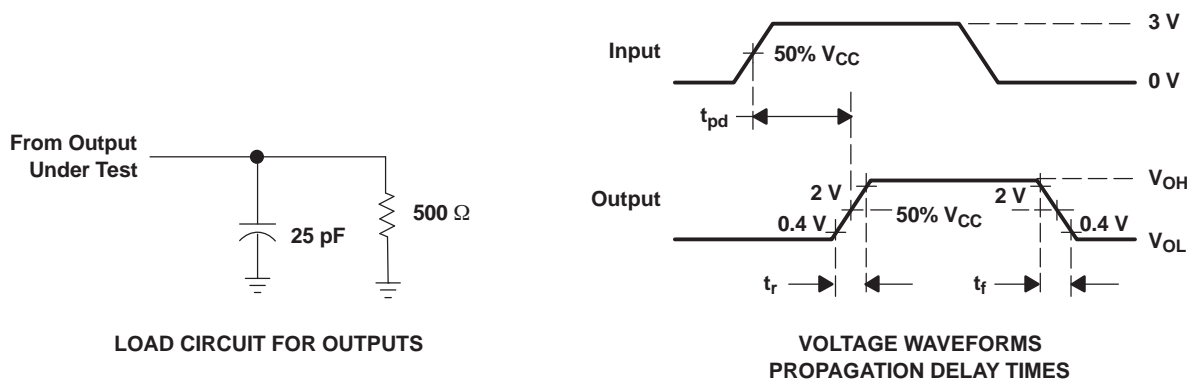 From Output
Under Test
25 pF
500 Ω
LOAD CIRCUIT FOR OUTPUTS
Input
50% VCC
3 V
0 V
tpd
Output
2 V
0.4 V
50% VCC
2 V
0.4 V
VOH
VOL
tr
tf
VOLTAGE WAVEFORMS
PROPAGATION DELAY TIMES